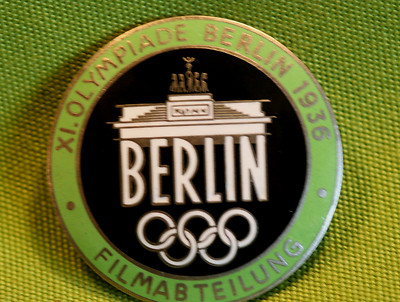 XI. OLYMPIADE BERLIN 1936
BERLIN
FILMABTEILUNG